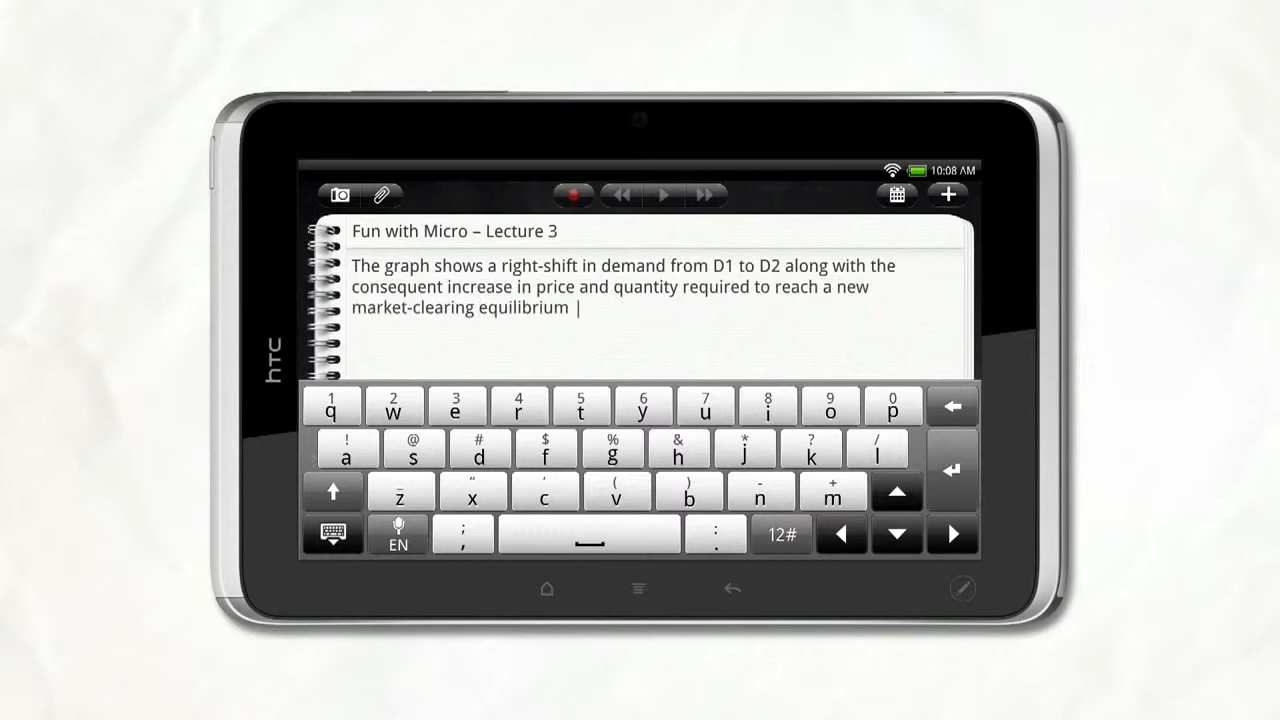 10:08 AM
Fun with Micro – Lecture 3
The graph shows a right-shift in demand from D1 to D2 along with the
consequent increase in price and quantity required to reach a new
market-clearing equilibrium
hTC
1 2 3 4 5 6 7 8 9 0
q w e r t y u i o p
! @ # $ % & * ? /
a s d f g h j k l
_ " ' ( ) - +
z x c v b n m
EN ; , : . 12#